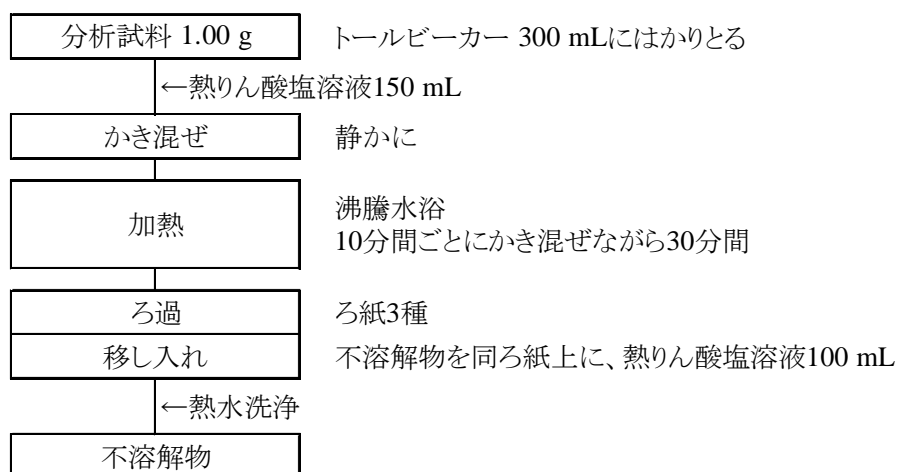 分析試料 1.00 g トールビーカー 300 mLにはかりとる
←熱りん酸塩溶液150 mL
かき混ぜ 静かに
加熱 沸騰水浴
10分間ごとにかき混ぜながら30分間
ろ過 ろ紙3種
移し入れ 不溶解物を同ろ紙上に、熱りん酸塩溶液100 mL
←熱水洗浄
不溶解物